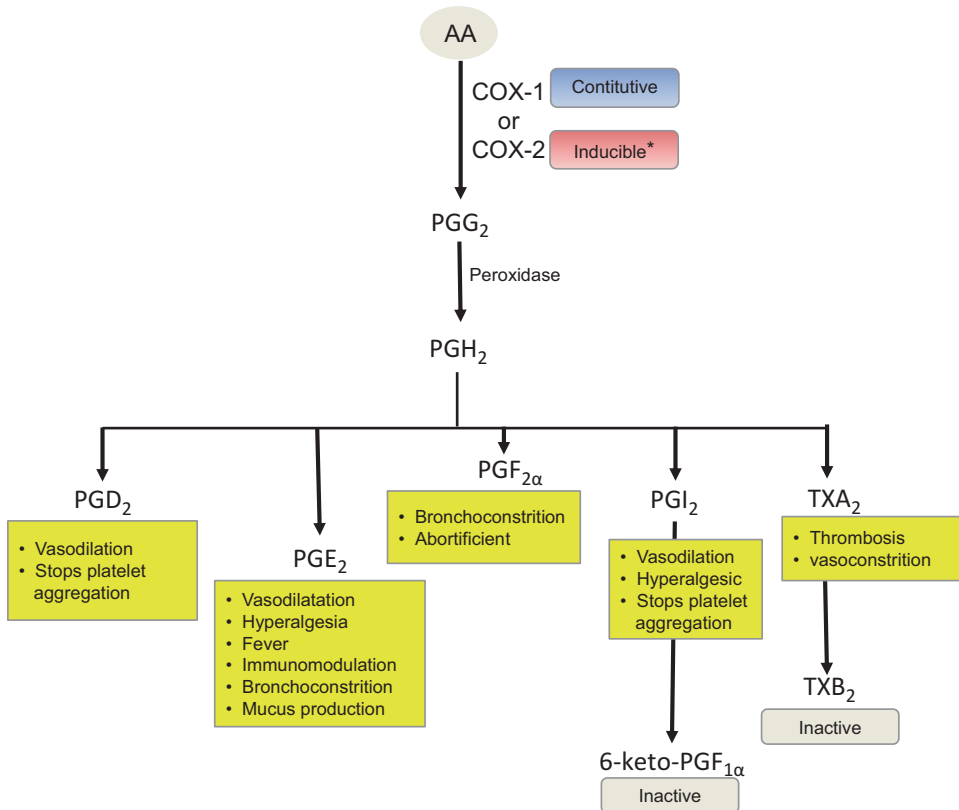 AA
COX-1
Contitutive
or
COX-2
Inducible*
PGG₂
Peroxidase
PGH₂
PGD₂
• Vasodilation
• Stops platelet
aggregation
PGE₂
• Vasodilatation
• Hyperalgesia
• Fever
• Immunomodulation
• Bronchoconstrition
• Mucus production
PGF₂α
• Bronchoconstrition
• Abortificient
PGI₂
• Vasodilation
• Hyperalgesic
• Stops platelet
aggregation
6-keto-PGF₁α
Inactive
TXA₂
• Thrombosis
• vasoconstrition
TXB₂
Inactive